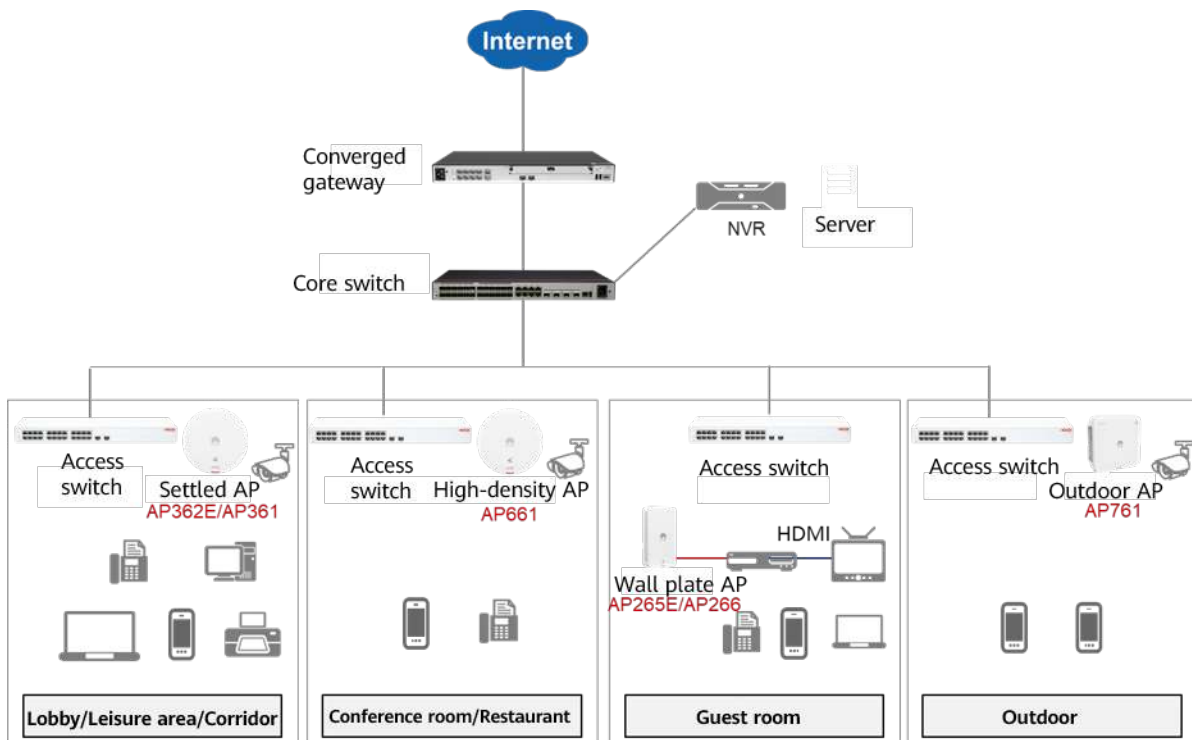 Internet
Converged
gateway
NVR
Server
Core switch
Access
switch
Settled AP
AP362E/AP361
Access
switch
High-density AP
AP661
Access switch
HDMI
Wall plate AP
AP265E/AP266
Access switch
Outdoor AP
AP761
Lobby/Leisure area/Corridor
Conference room/Restaurant
Guest room
Outdoor